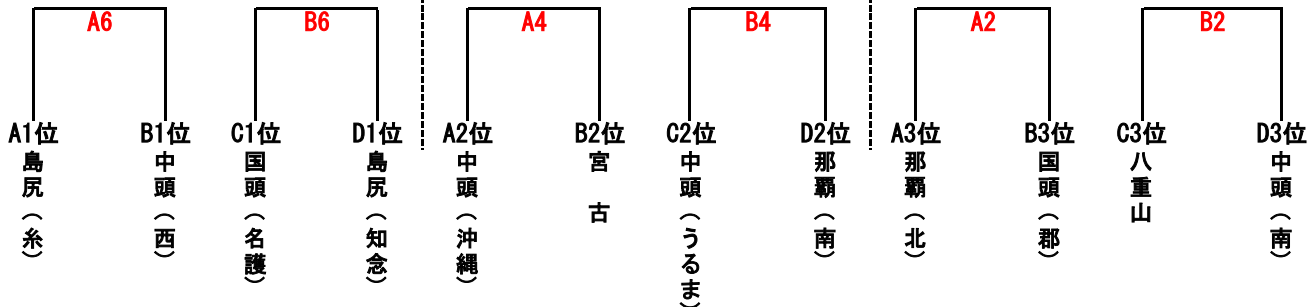 A6 B6 A4 B4 A2 B2
A1位 B1位 C1位 D1位 A2位 B2位 C2位 D2位 A3位 B3位 C3位 D3位
島尻（糸）
中頭（西）
国頭（名護）
島尻（知念）
中頭（沖縄）
宮 古
中頭（うるま）
那覇（南）
那覇（北）
国頭（郡）
八重山
中頭（南）